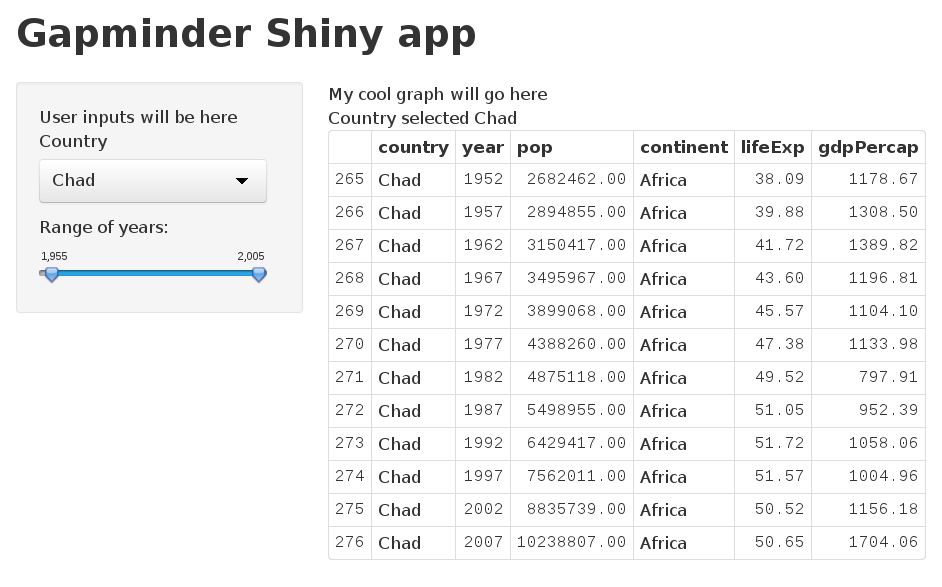 Gapminder Shiny app
User inputs will be here
Country
Chad
Range of years:
1,955 2,005
My cool graph will go here
Country selected Chad
country year pop continent lifeExp gdpPercap
265 Chad 1952 2682462.00 Africa 38.09 1178.67
266 Chad 1957 2894855.00 Africa 39.88 1308.50
267 Chad 1962 3150417.00 Africa 41.72 1389.82
268 Chad 1967 3495967.00 Africa 43.60 1196.81
269 Chad 1972 3899068.00 Africa 45.57 1104.10
270 Chad 1977 4388260.00 Africa 47.38 1133.98
271 Chad 1982 4875118.00 Africa 49.52 797.91
272 Chad 1987 5498955.00 Africa 51.05 952.39
273 Chad 1992 6429417.00 Africa 51.72 1058.06
274 Chad 1997 7562011.00 Africa 51.57 1004.96
275 Chad 2002 8835739.00 Africa 50.52 1156.18
276 Chad 2007 10238807.00 Africa 50.65 1704.06